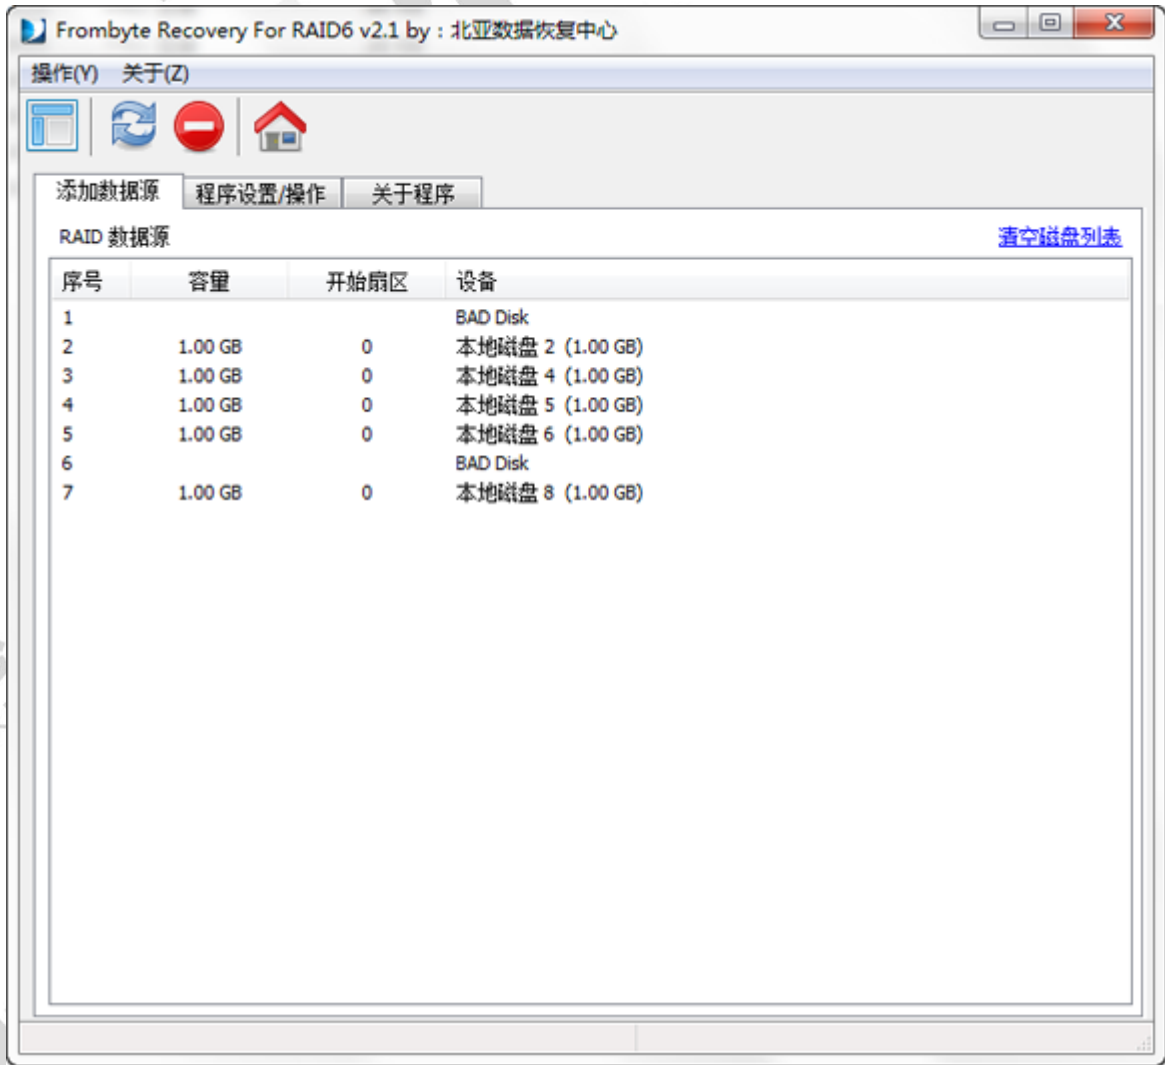 Frombyte Recovery For RAID6 v2.1 by : 北亚数据恢复中心
操作(Y) 关于(Z)
添加数据源 程序设置/操作 关于程序
RAID 数据源 清空磁盘列表
序号 容量 开始扇区 设备
1 BAD Disk
2 1.00 GB 0 本地磁盘 2 (1.00 GB)
3 1.00 GB 0 本地磁盘 4 (1.00 GB)
4 1.00 GB 0 本地磁盘 5 (1.00 GB)
5 1.00 GB 0 本地磁盘 6 (1.00 GB)
6 BAD Disk
7 1.00 GB 0 本地磁盘 8 (1.00 GB)